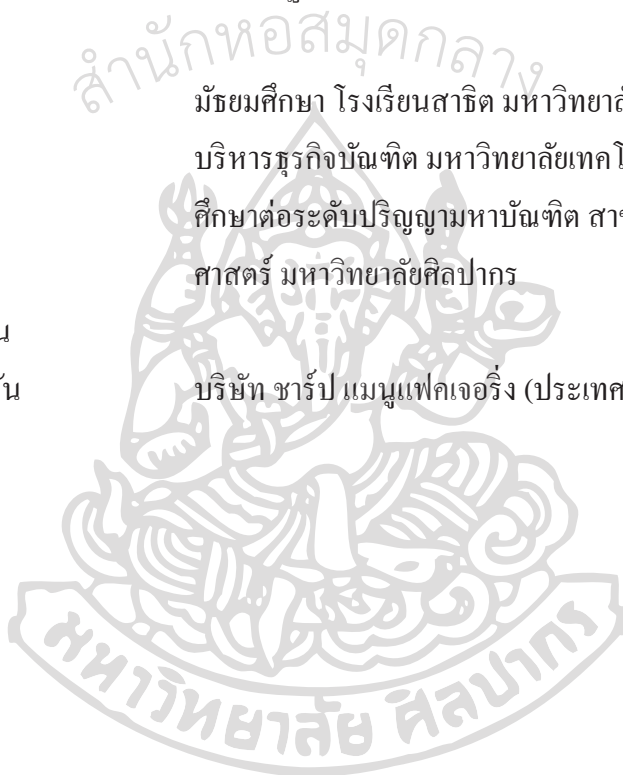 สำนักหอสมุดกลาง
มัธยมศึกษา โรงเรียนสาธิต มหาวิทยาลั
บริหารธุรกิจบัณฑิต มหาวิทยาลัยเทคโ
ศึกษาต่อระดับปริญญามหาบัณฑิต สา
ศาสตร์ มหาวิทยาลัยศิลปากร
น
ัน บริษัท ชาร์ป แมนูแฟคเจอริ่ง (ประเทศ
มหาวิทยาลัย ศิลปากร